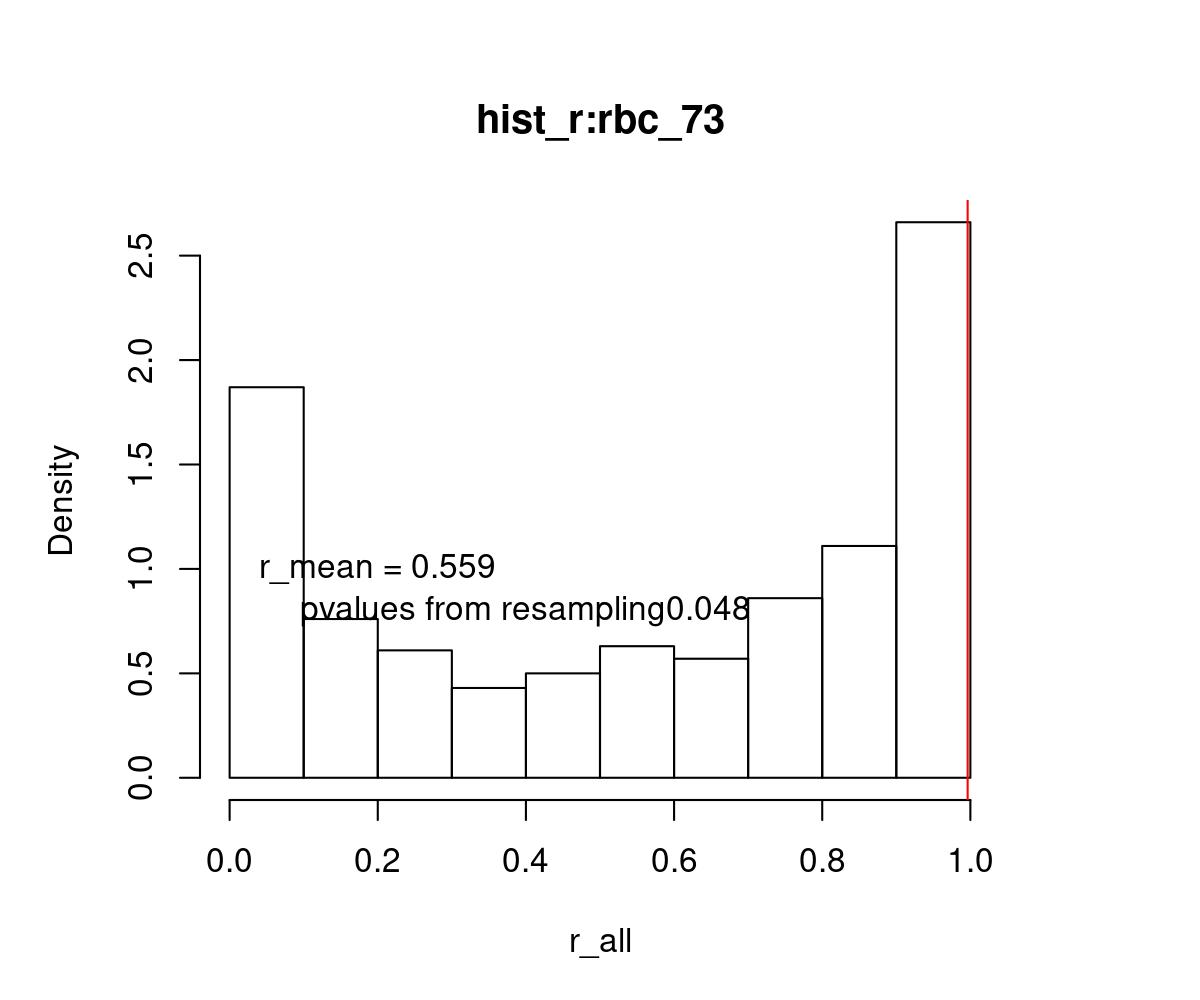 hist_r:rbc_73
2.5
2.0
1.5
1.0
0.5
0.0
Density
r_mean = 0.559
pvalues from resampling0.048
0.0 0.2 0.4 0.6 0.8 1.0
r_all